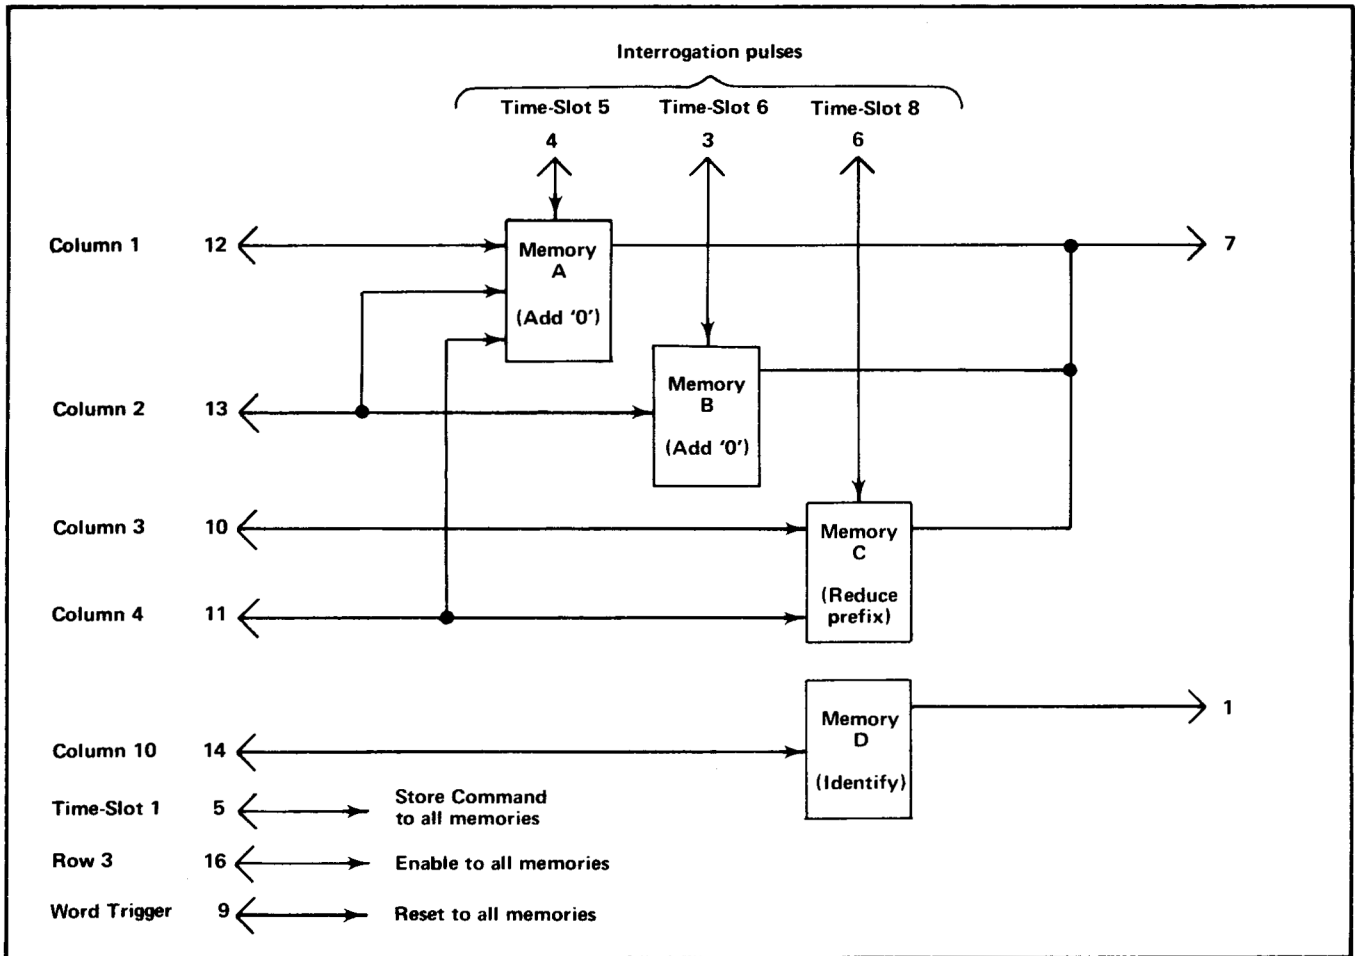 Interrogation pulses
Time-Slot 5 Time-Slot 6 Time-Slot 8
4 3 6
Column 1 12
Memory
A
(Add '0')
7
Column 2 13
Memory
B
(Add '0')
Column 3 10
Memory
C
(Reduce
prefix)
Column 4 11
Memory
D
(Identify)
1
Column 10 14
Time-Slot 1 5
Store Command
to all memories
Row 3 16 Enable to all memories
Word Trigger 9 Reset to all memories